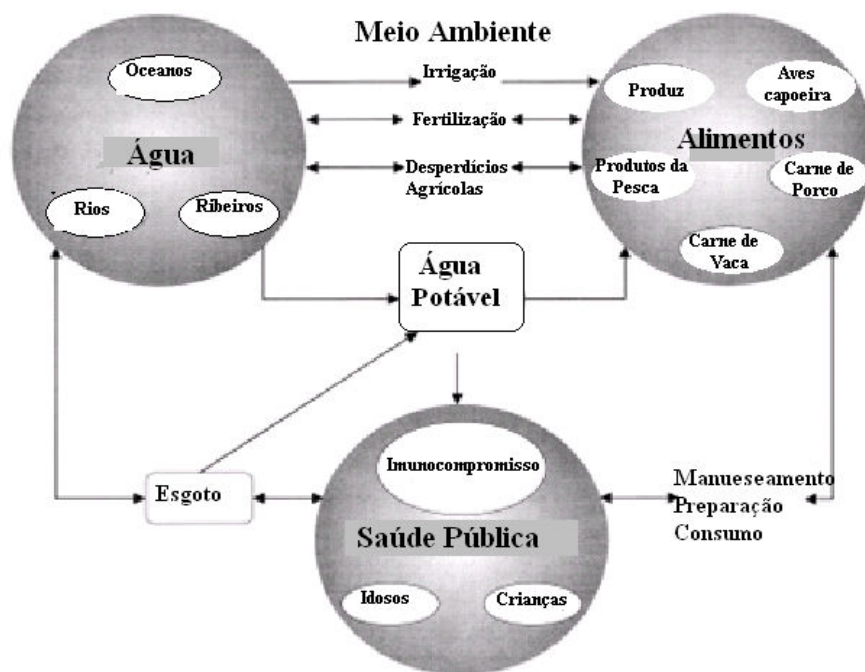 Meio Ambiente
Oceanos
Água
Rios
Ribeiros
Irrigação
Fertilização
Desperdícios
Agrícolas
Produz
Aves
capoeira
Alimentos
Produtos da
Pesca
Carne de
Porco
Carne de
Vaca
Água
Potável
Esgoto
Imunocompromisso
Saúde Pública
Idosos
Crianças
Manueseamento
Preparação
Consumo